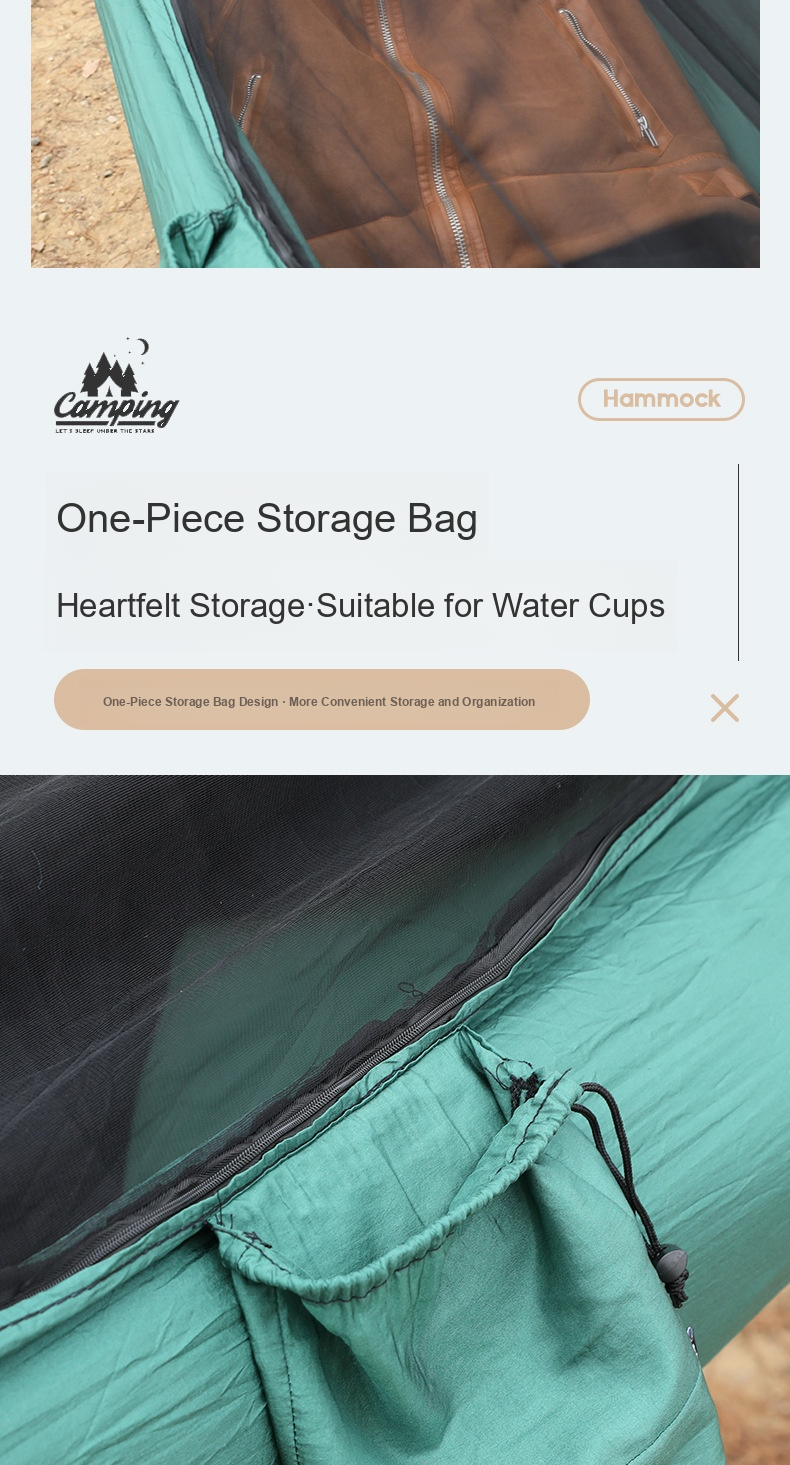 Camping
LET'S SLEEP UNDER THE STARS
Hammock
One-Piece Storage Bag
Heartfelt Storage·Suitable for Water Cups
One-Piece Storage Bag Design · More Convenient Storage and Organization